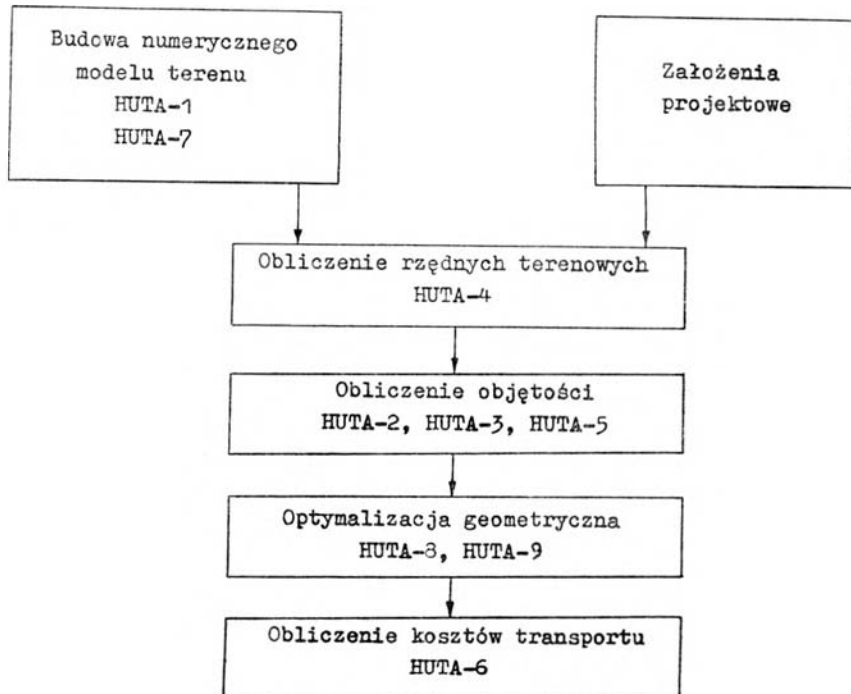 Budowa numerycznego
modelu terenu
HUTA-1
HUTA-7
Założenia
projektowe
Obliczenie rzędnych terenowych
HUTA-4
Obliczenie objętości
HUTA-2, HUTA-3, HUTA-5
Optymalizacja geometryczna
HUTA-8, HUTA-9
Obliczenie kosztów transportu
HUTA-6